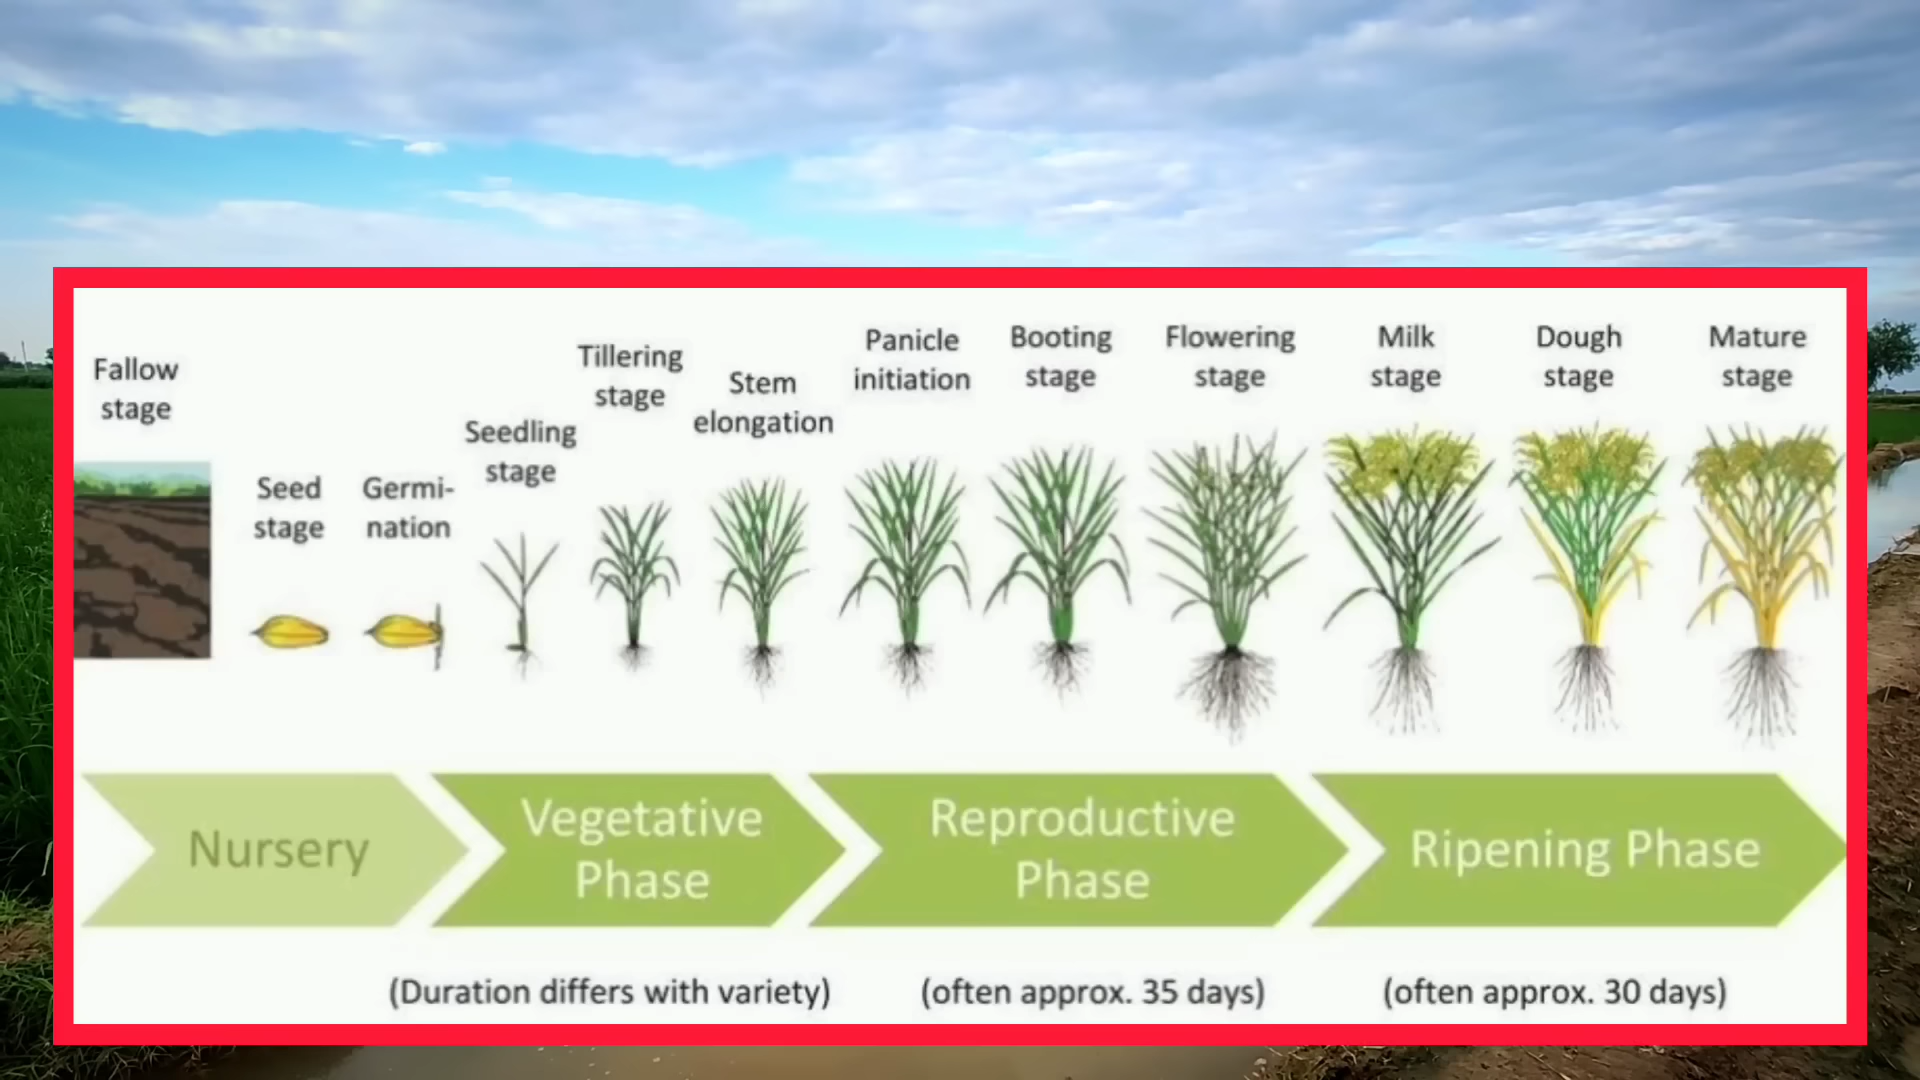 Fallow
stage
Seed
stage
Germi-
nation
Seedling
stage
Tillering
stage
Stem
elongation
Panicle
initiation
Booting
stage
Flowering
stage
Milk
stage
Dough
stage
Mature
stage
Nursery
Vegetative
Phase
Reproductive
Phase
Ripening Phase
(Duration differs with variety)
(often approx. 35 days)
(often approx. 30 days)